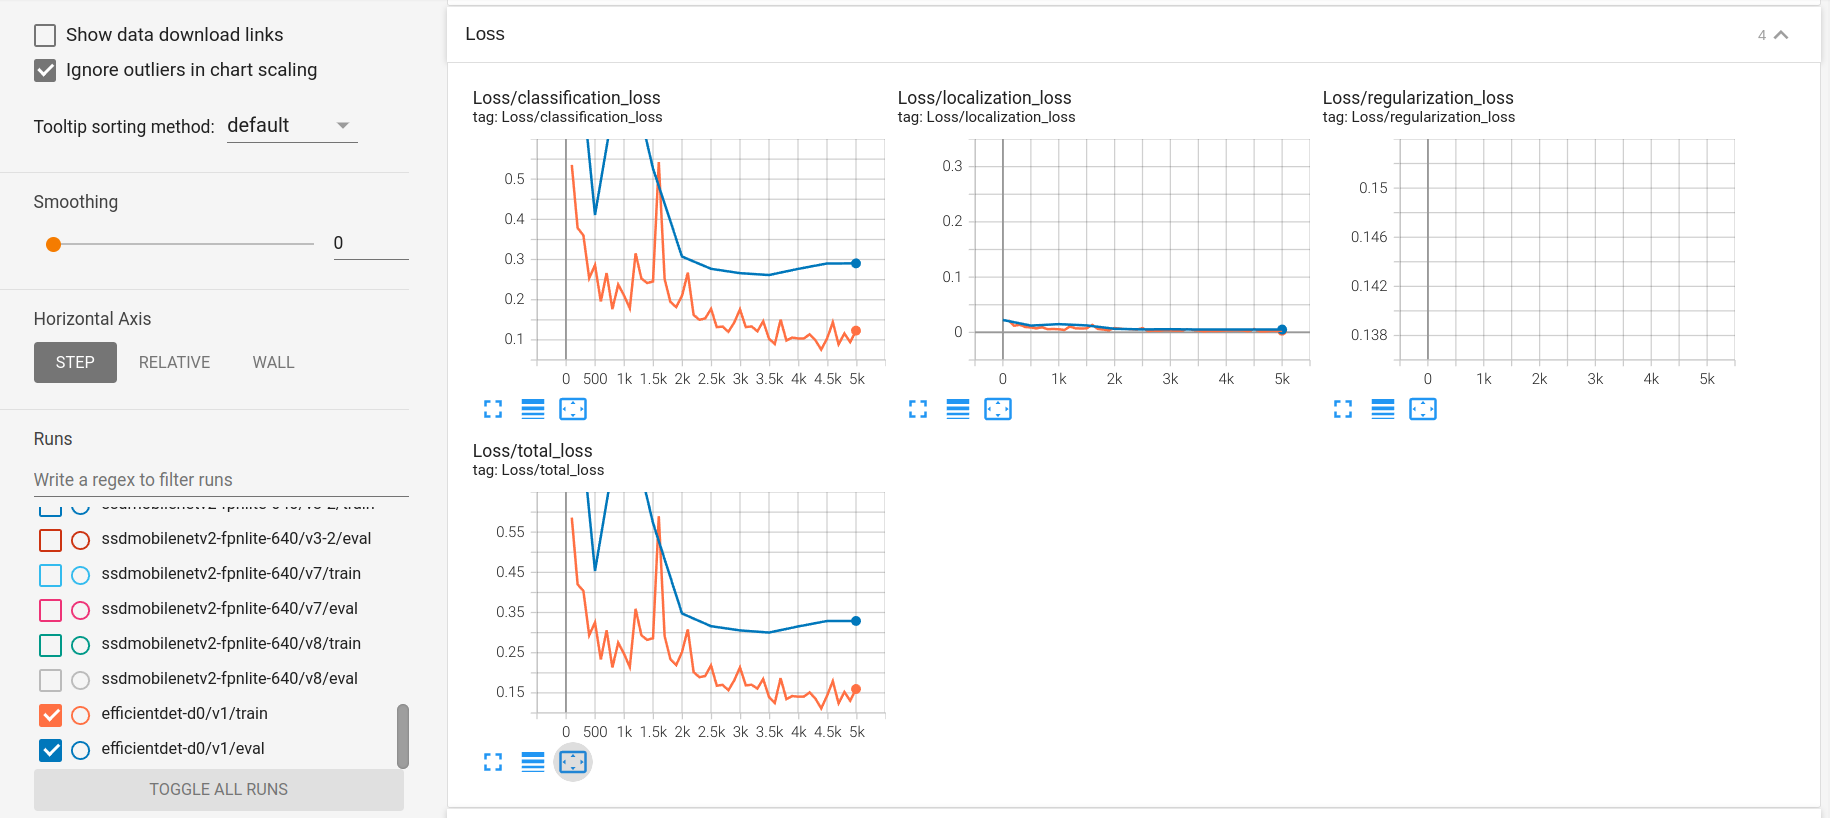 Show data download links
Ignore outliers in chart scaling
Tooltip sorting method: default
Smoothing
0
Horizontal Axis
STEP RELATIVE WALL
Runs
Write a regex to filter runs
ssdmobilenetv2-fpnlite-640/v3-2/eval
ssdmobilenetv2-fpnlite-640/v7/train
ssdmobilenetv2-fpnlite-640/v7/eval
ssdmobilenetv2-fpnlite-640/v8/train
ssdmobilenetv2-fpnlite-640/v8/eval
efficientdet-d0/v1/train
efficientdet-d0/v1/eval
TOGGLE ALL RUNS
Loss 4
Loss/classification_loss
tag: Loss/classification_loss
0.5
0.4
0.3
0.2
0.1
0 500 1k 1.5k 2k 2.5k 3k 3.5k 4k 4.5k 5k
Loss/localization_loss
tag: Loss/localization_loss
0.3
0.2
0.1
0
0 1k 2k 3k 4k 5k
Loss/regularization_loss
tag: Loss/regularization_loss
0.15
0.146
0.142
0.138
0 1k 2k 3k 4k 5k
Loss/total_loss
tag: Loss/total_loss
0.55
0.45
0.35
0.25
0.15
0 500 1k 1.5k 2k 2.5k 3k 3.5k 4k 4.5k 5k